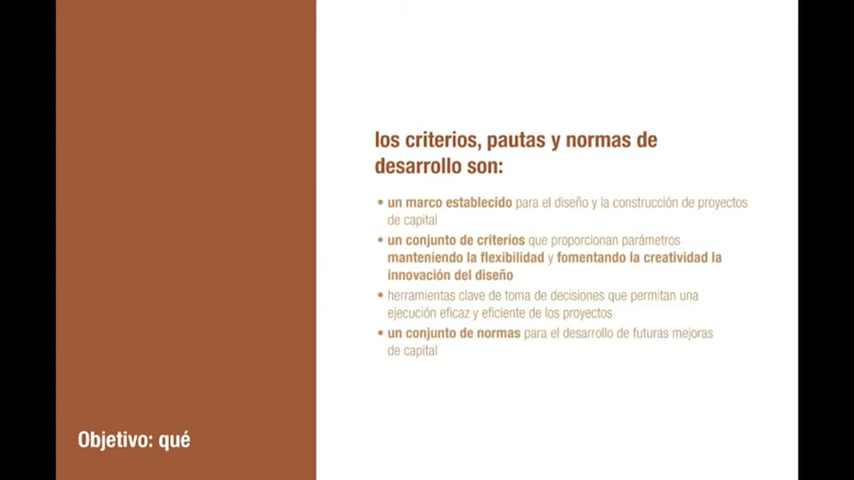 los criterios, pautas y normas de
desarrollo son:
• un marco establecido para el diseño y la construcción de proyectos
de capital
• un conjunto de criterios que proporcionan parámetros
manteniendo la flexibilidad y fomentando la creatividad la
innovación del diseño
• herramientas clave de toma de decisiones que permitan una
ejecución eficaz y eficiente de los proyectos
• un conjunto de normas para el desarrollo de futuras mejoras
de capital
Objetivo: qué